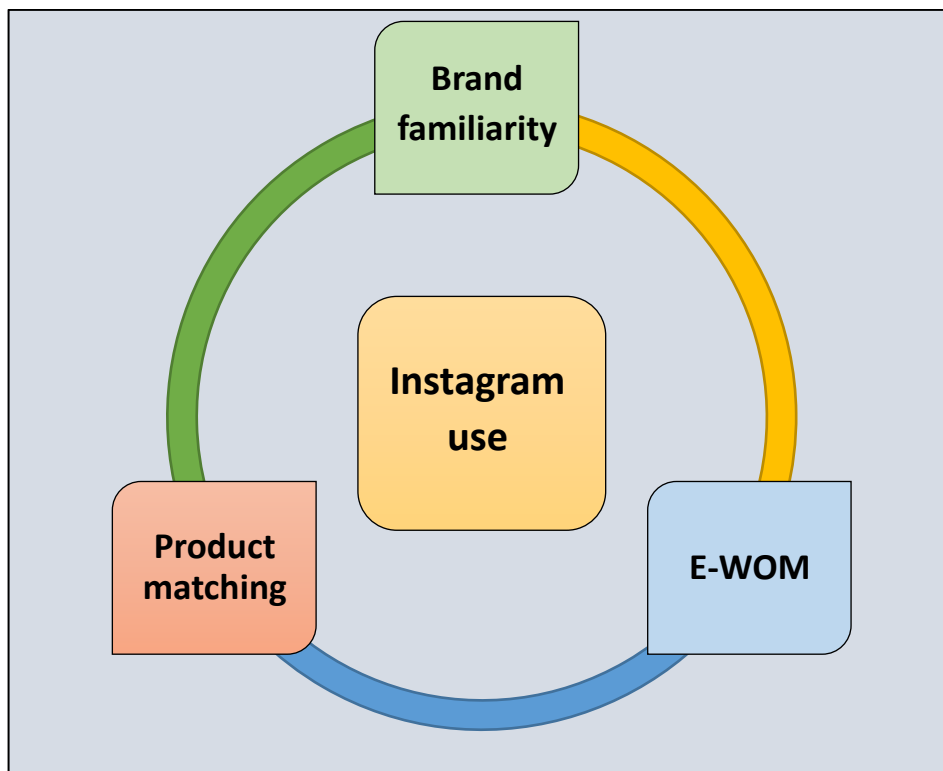 Brand
familiarity
Instagram
use
Product
matching
E-WOM